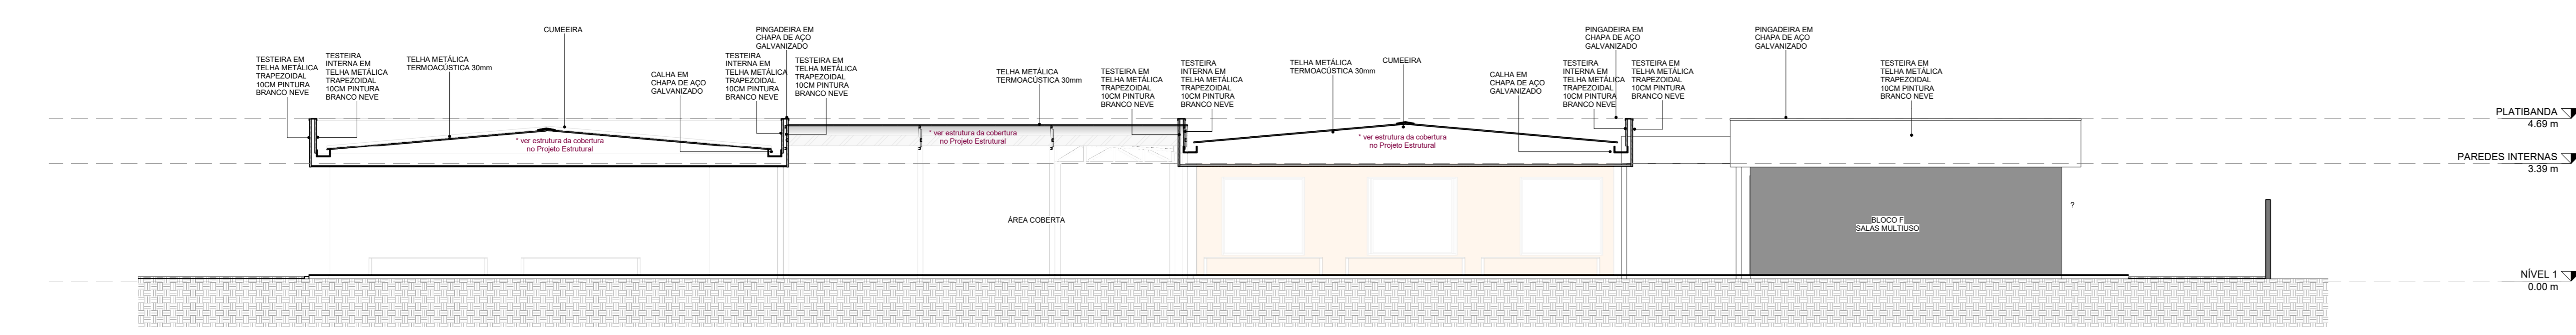 TESTEIRA EM
TELHA METÁLICA
TRAPEZOIDAL
10CM PINTURA
BRANCO NEVE
TESTEIRA
INTERNA EM
TELHA METÁLICA
TRAPEZOIDAL
10CM PINTURA
BRANCO NEVE
TELHA METÁLICA
TERMOACÚSTICA 30mm
CUMEEIRA
CALHA EM
CHAPA DE AÇO
GALVANIZADO
TESTEIRA
INTERNA EM
TELHA METÁLICA
TRAPEZOIDAL
10CM PINTURA
BRANCO NEVE
PINGADEIRA EM
CHAPA DE AÇO
GALVANIZADO
TESTEIRA EM
TELHA METÁLICA
TRAPEZOIDAL
10CM PINTURA
BRANCO NEVE
TELHA METÁLICA
TERMOACÚSTICA 30mm
TESTEIRA EM
TELHA METÁLICA
TRAPEZOIDAL
10CM PINTURA
BRANCO NEVE
TESTEIRA
INTERNA EM
TELHA METÁLICA
TRAPEZOIDAL
10CM PINTURA
BRANCO NEVE
TELHA METÁLICA
TERMOACÚSTICA 30mm
CUMEEIRA
CALHA EM
CHAPA DE AÇO
GALVANIZADO
TESTEIRA
INTERNA EM
TELHA METÁLICA
TRAPEZOIDAL
10CM PINTURA
BRANCO NEVE
PINGADEIRA EM
CHAPA DE AÇO
GALVANIZADO
TESTEIRA EM
TELHA METÁLICA
TRAPEZOIDAL
10CM PINTURA
BRANCO NEVE
PINGADEIRA EM
CHAPA DE AÇO
GALVANIZADO
TESTEIRA EM
TELHA METÁLICA
TRAPEZOIDAL
10CM PINTURA
BRANCO NEVE
PLATIBANDA
4.69 m
* ver estrutura da cobertura
no Projeto Estrutural
* ver estrutura da cobertura
no Projeto Estrutural
* ver estrutura da cobertura
no Projeto Estrutural
PAREDES INTERNAS
3.39 m
ÁREA COBERTA
BLOCO F
SALAS MULTIUSO
?
NÍVEL 1
0.00 m